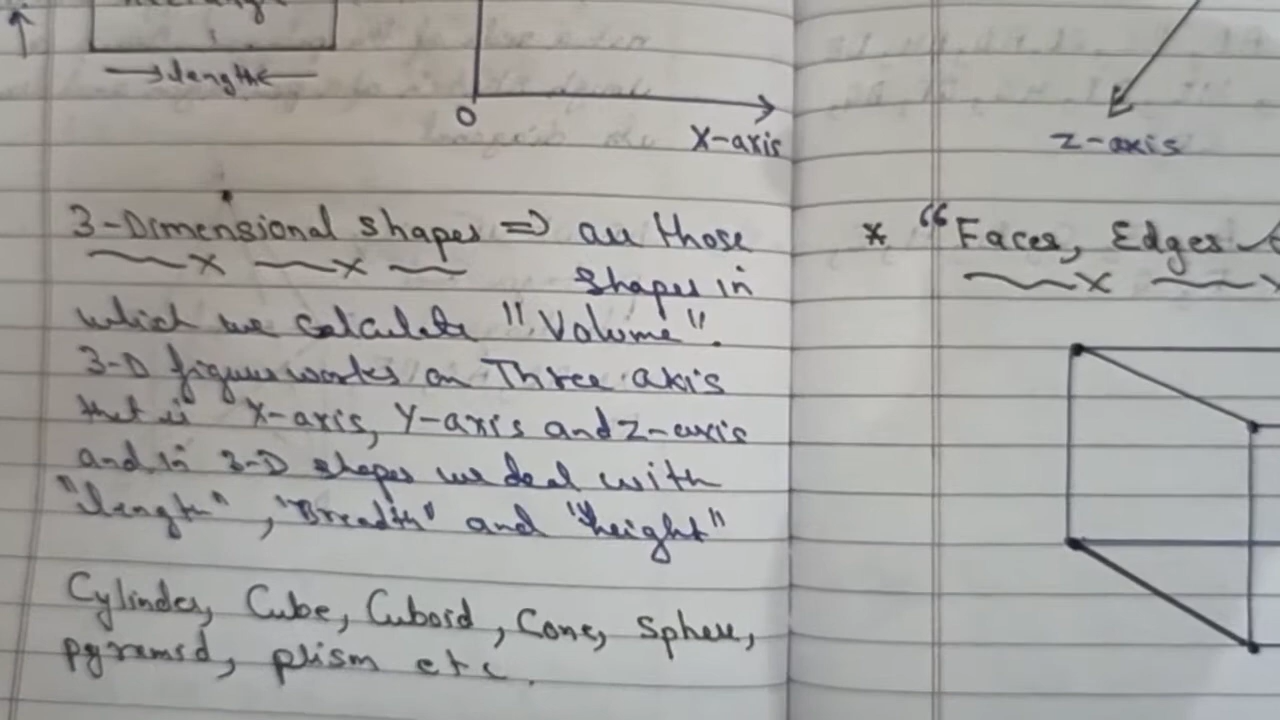 length
O
X-axis
3-Dimensional shapes => all those
shapes in
which we calculate "Volume".
3-D figure works on Three axis
that is X-axis, Y-axis and Z-axis
and in 3-D shapes we deal with
"length", "Breadth" and "height"
Cylinder, Cube, Cuboid, Cone, Sphere,
pyramid, prism etc.
Z-axis
* "Faces, Edges